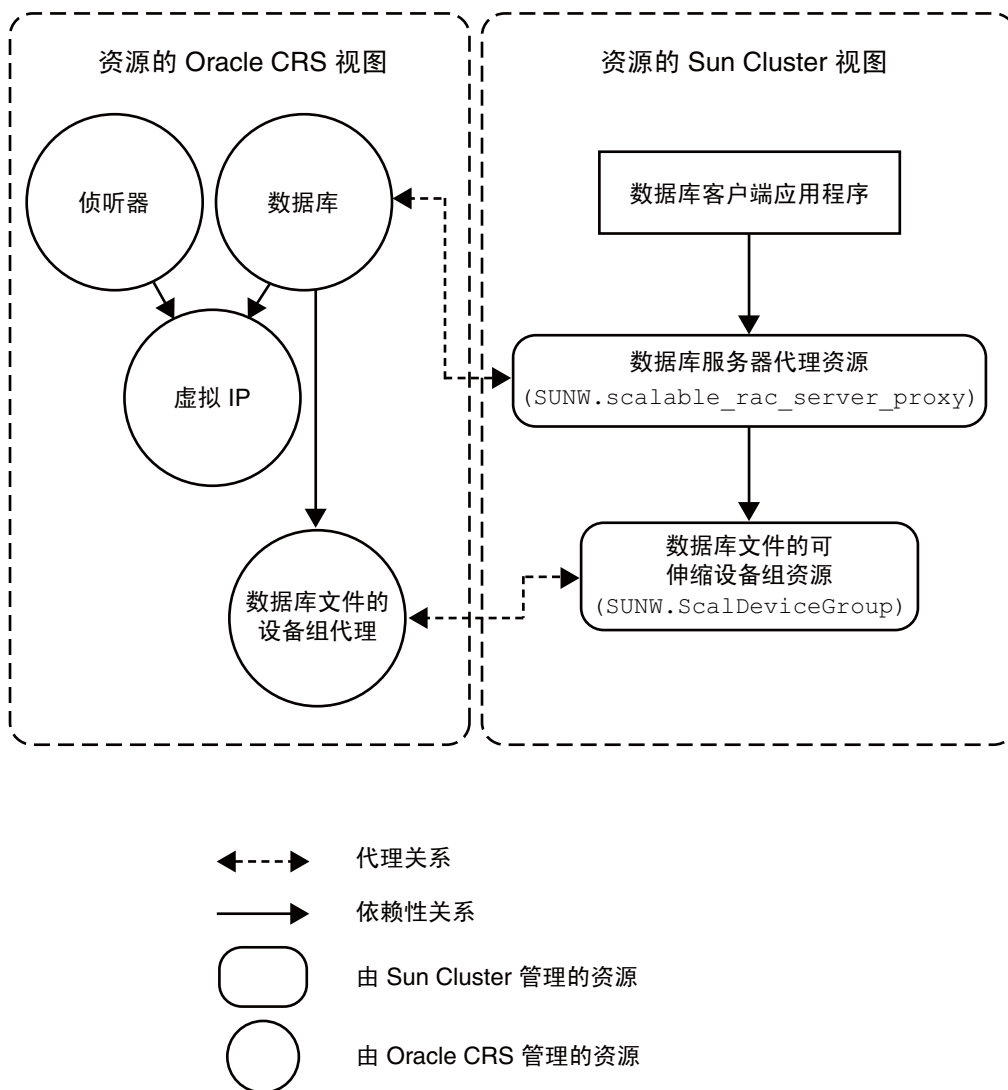 资源的 Oracle CRS 视图
侦听器
数据库
虚拟 IP
数据库文件的
设备组代理
资源的 Sun Cluster 视图
数据库客户端应用程序
数据库服务器代理资源
(SUNW.scalable_rac_server_proxy)
数据库文件的可
伸缩设备组资源
(SUNW.ScalDeviceGroup)
代理关系
依赖性关系
由 Sun Cluster 管理的资源
由 Oracle CRS 管理的资源